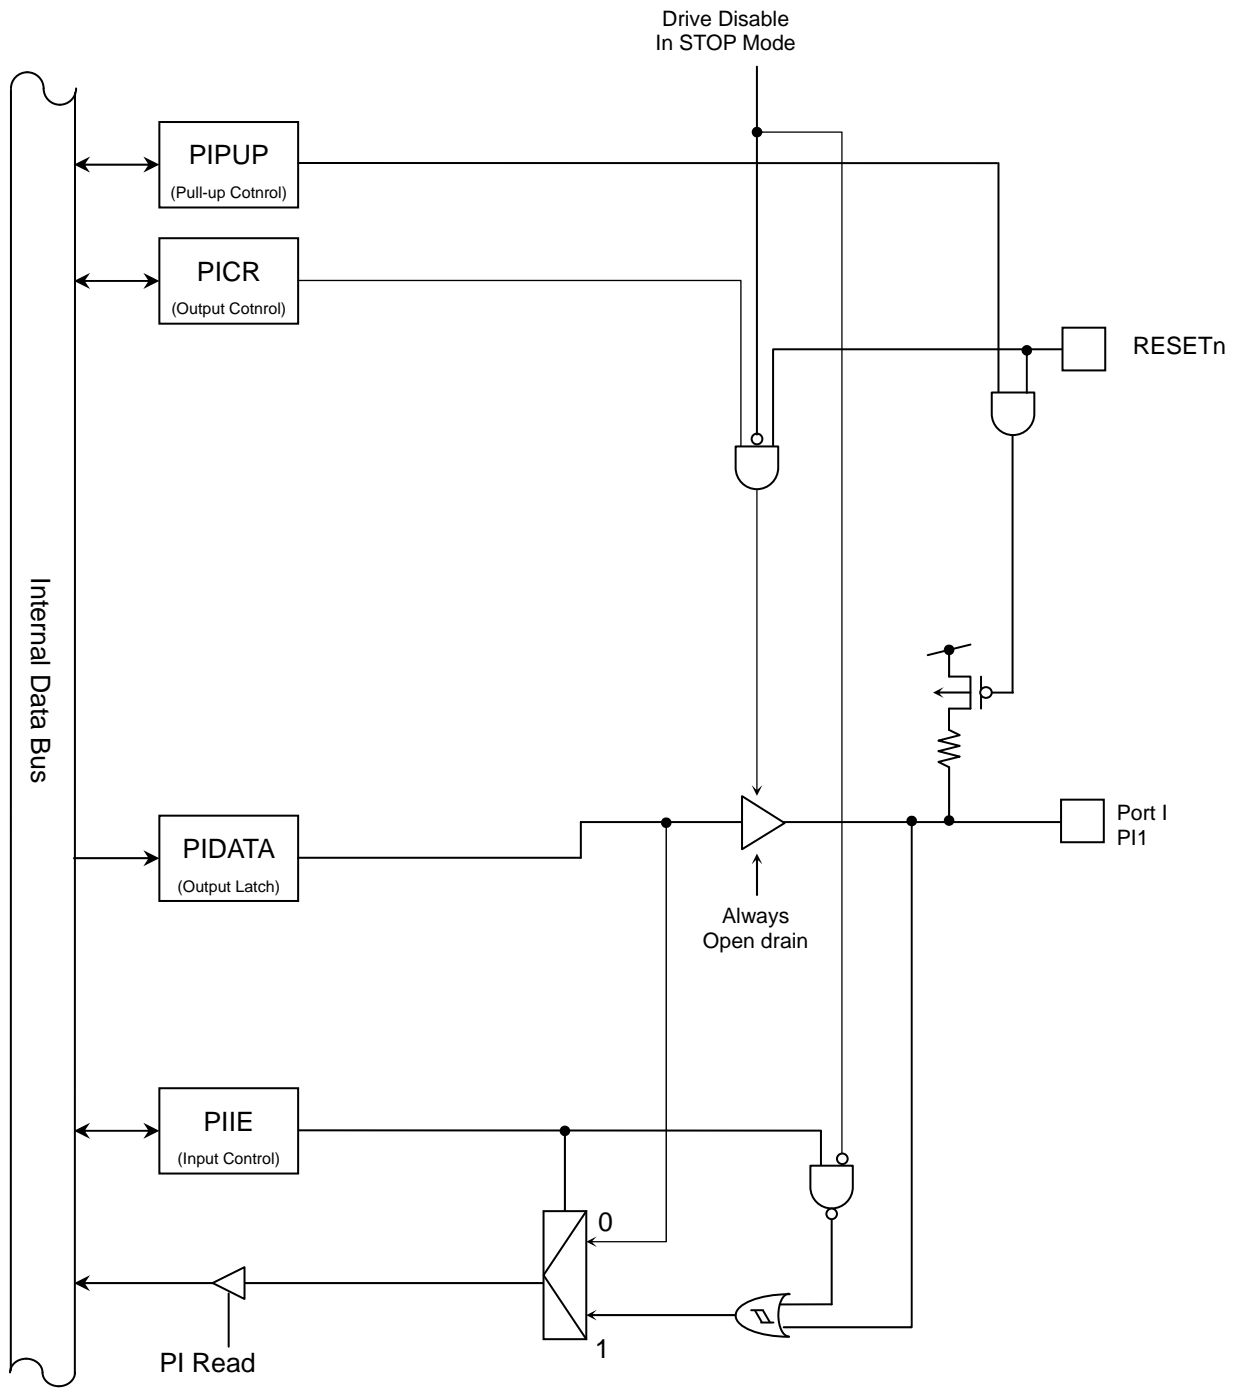 Drive Disable
In STOP Mode
PIPUP
(Pull-up Cotnrol)
PICR
(Output Cotnrol)
RESETn
Internal Data Bus
PIDATA
(Output Latch)
Port I
PI1
Always
Open drain
PIIE
(Input Control)
0
1
PI Read